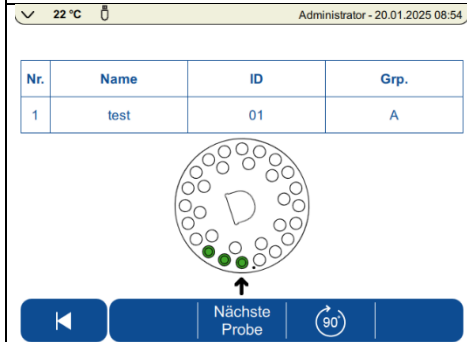 22 °C Administrator - 20.01.2025 08:54
Nr. Name ID Grp.
1 test 01 A
Nächste
Probe
90°